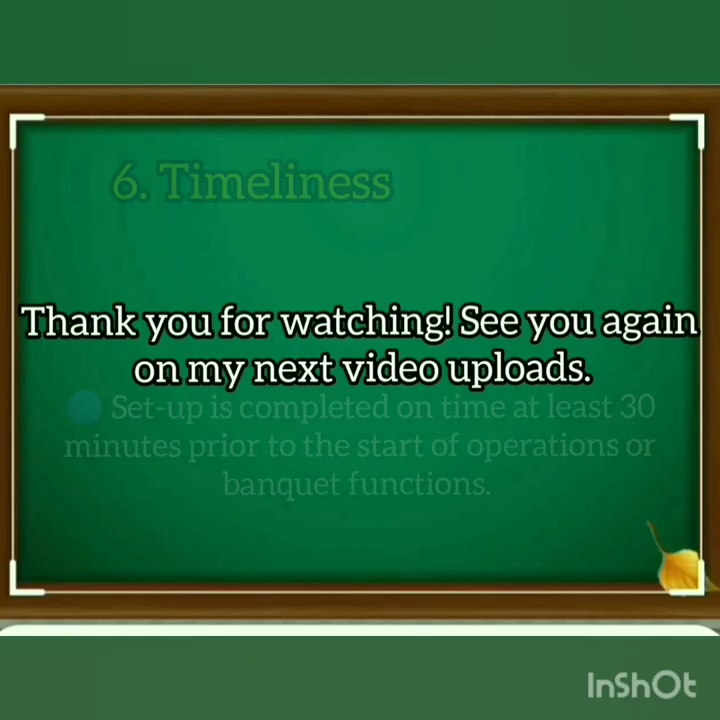 6. Timeliness
Thank you for watching! See you again
on my next video uploads.
Set-up is completed on time at least 30
minutes prior to the start of operations or
banquet functions.
InShOt